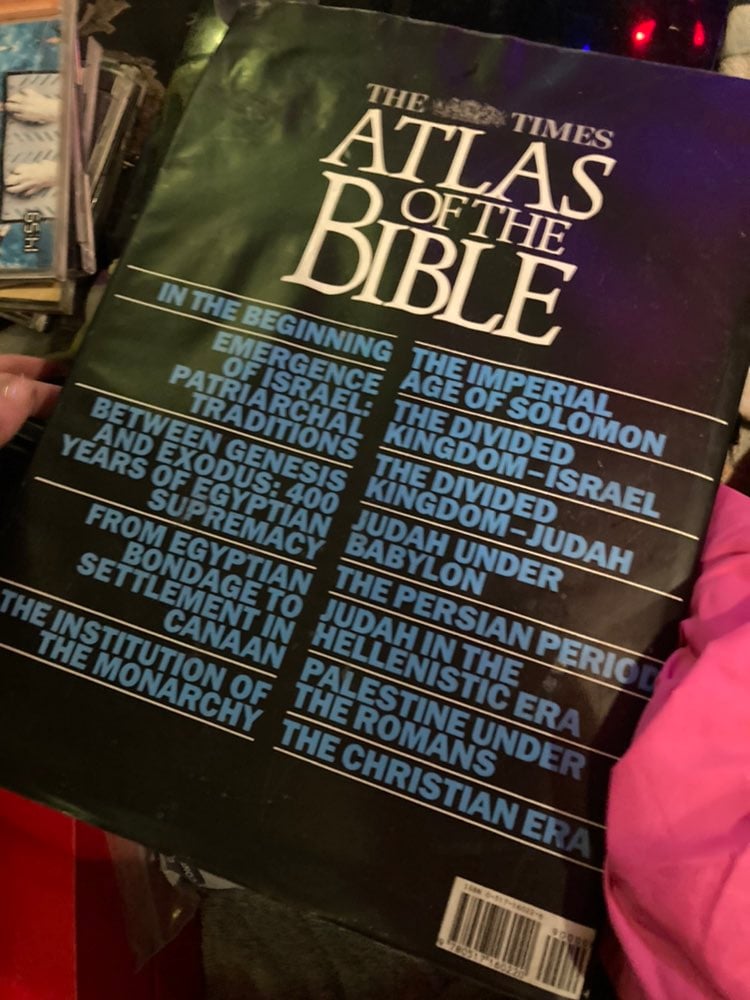 THE TIMES
ATLAS
OF THE
BIBLE
IN THE BEGINNING
EMERGENCE
OF ISRAEL:
PATRIARCHAL
TRADITIONS
BETWEEN GENESIS
AND EXODUS: 400
YEARS OF EGYPTIAN
SUPREMACY
FROM EGYPTIAN
BONDAGE TO
SETTLEMENT IN
CANAAN
THE INSTITUTION OF
THE MONARCHY
THE IMPERIAL
AGE OF SOLOMON
THE DIVIDED
KINGDOM–ISRAEL
THE DIVIDED
KINGDOM–JUDAH
JUDAH UNDER
BABYLON
THE PERSIAN PERIOD
JUDAH IN THE
HELLENISTIC ERA
PALESTINE UNDER
THE ROMANS
THE CHRISTIAN ERA
ISBN